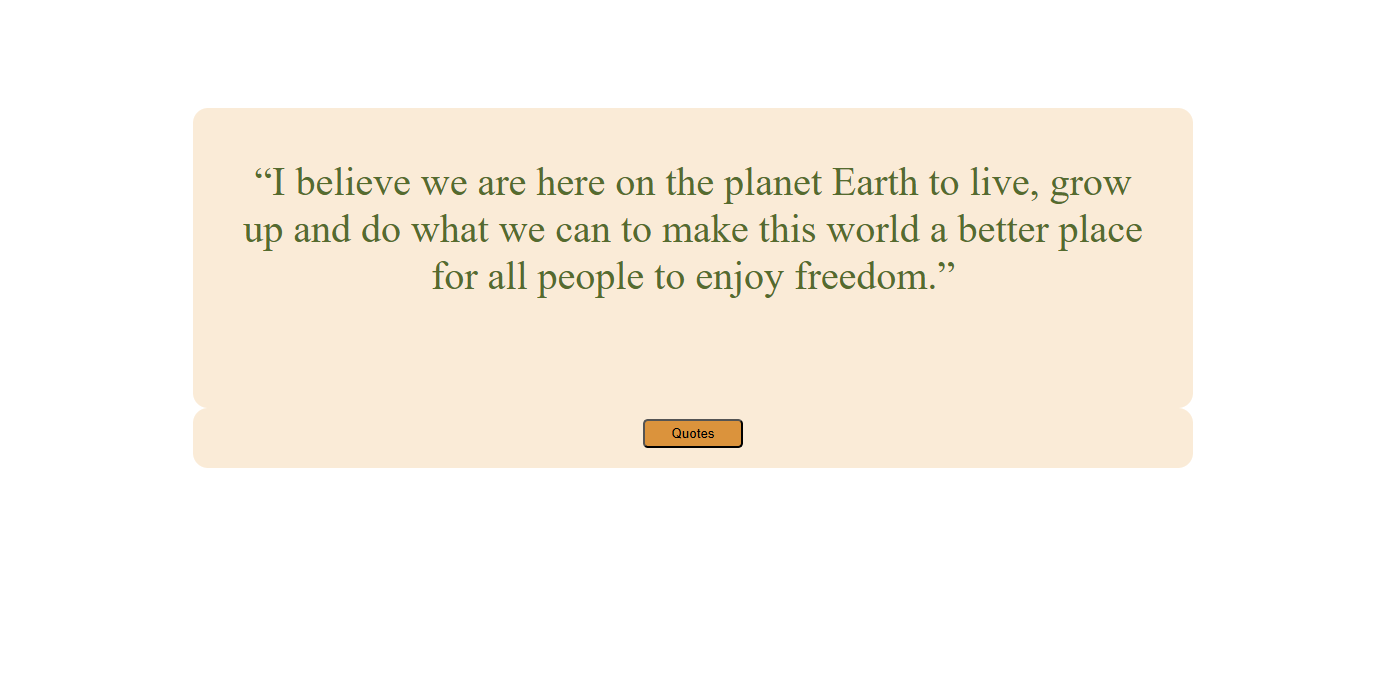 “I believe we are here on the planet Earth to live, grow
up and do what we can to make this world a better place
for all people to enjoy freedom.”
Quotes